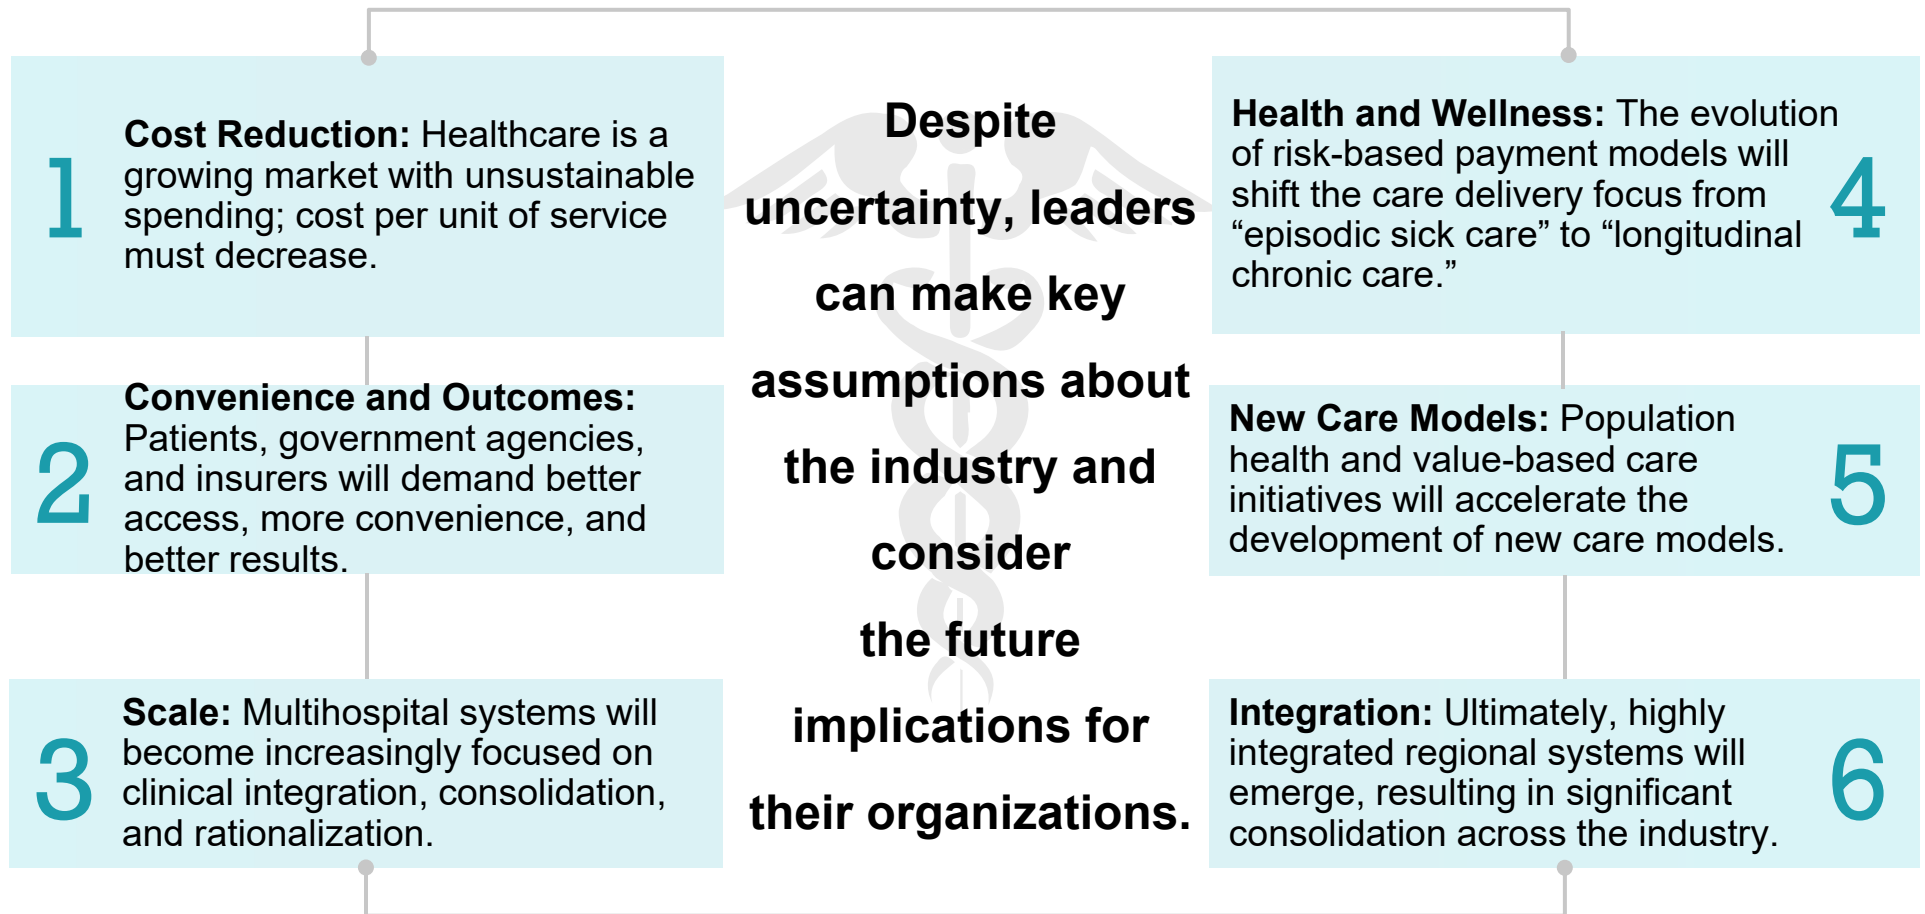 1
Cost Reduction: Healthcare is a
growing market with unsustainable
spending; cost per unit of service
must decrease.
2
Convenience and Outcomes:
Patients, government agencies,
and insurers will demand better
access, more convenience, and
better results.
3
Scale: Multihospital systems will
become increasingly focused on
clinical integration, consolidation,
and rationalization.
Despite
uncertainty, leaders
can make key
assumptions about
the industry and
consider
the future
implications for
their organizations.
Health and Wellness: The evolution
of risk-based payment models will
shift the care delivery focus from
“episodic sick care” to “longitudinal
chronic care.”
4
New Care Models: Population
health and value-based care
initiatives will accelerate the
development of new care models.
5
Integration: Ultimately, highly
integrated regional systems will
emerge, resulting in significant
consolidation across the industry.
6